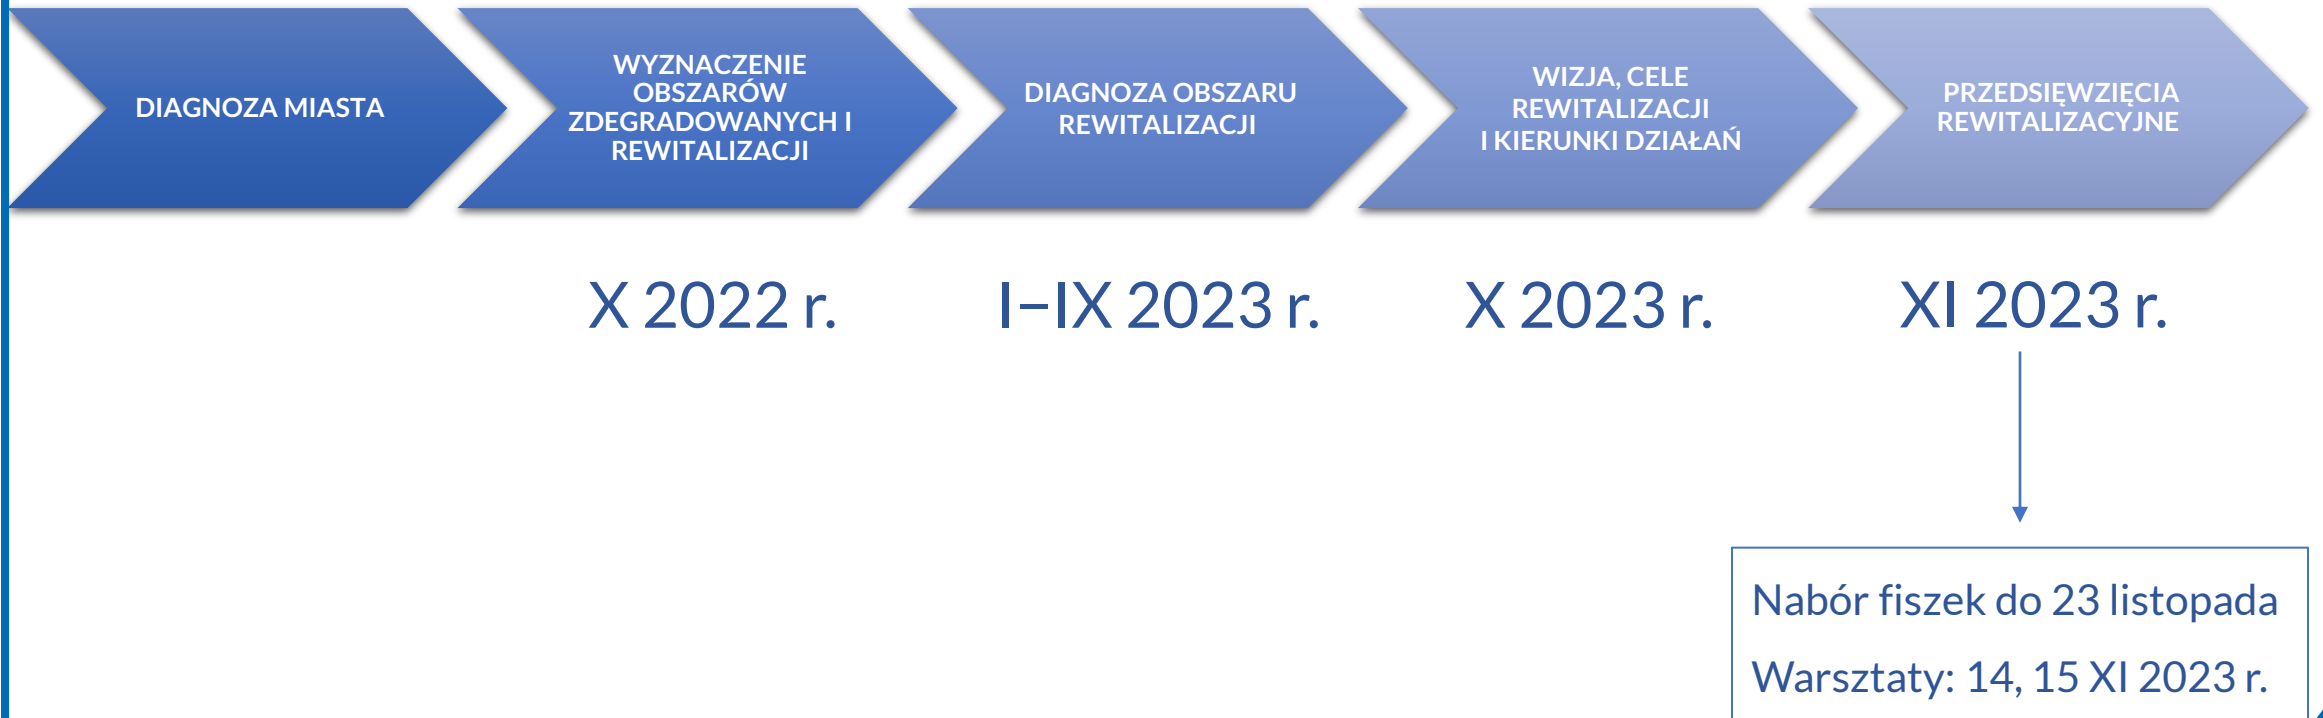 DIAGNOZA MIASTA
WYZNACZENIE
OBSZARÓW
ZDEGRADOWANYCH I
REWITALIZACJI
DIAGNOZA OBSZARU
REWITALIZACJI
WIZJA, CELE
REWITALIZACJI
I KIERUNKI DZIAŁAŃ
PRZEDSIĘWZIĘCIA
REWITALIZACYJNE
X 2022 r.
I–IX 2023 r.
X 2023 r.
XI 2023 r.
Nabór fiszek do 23 listopada
Warsztaty: 14, 15 XI 2023 r.